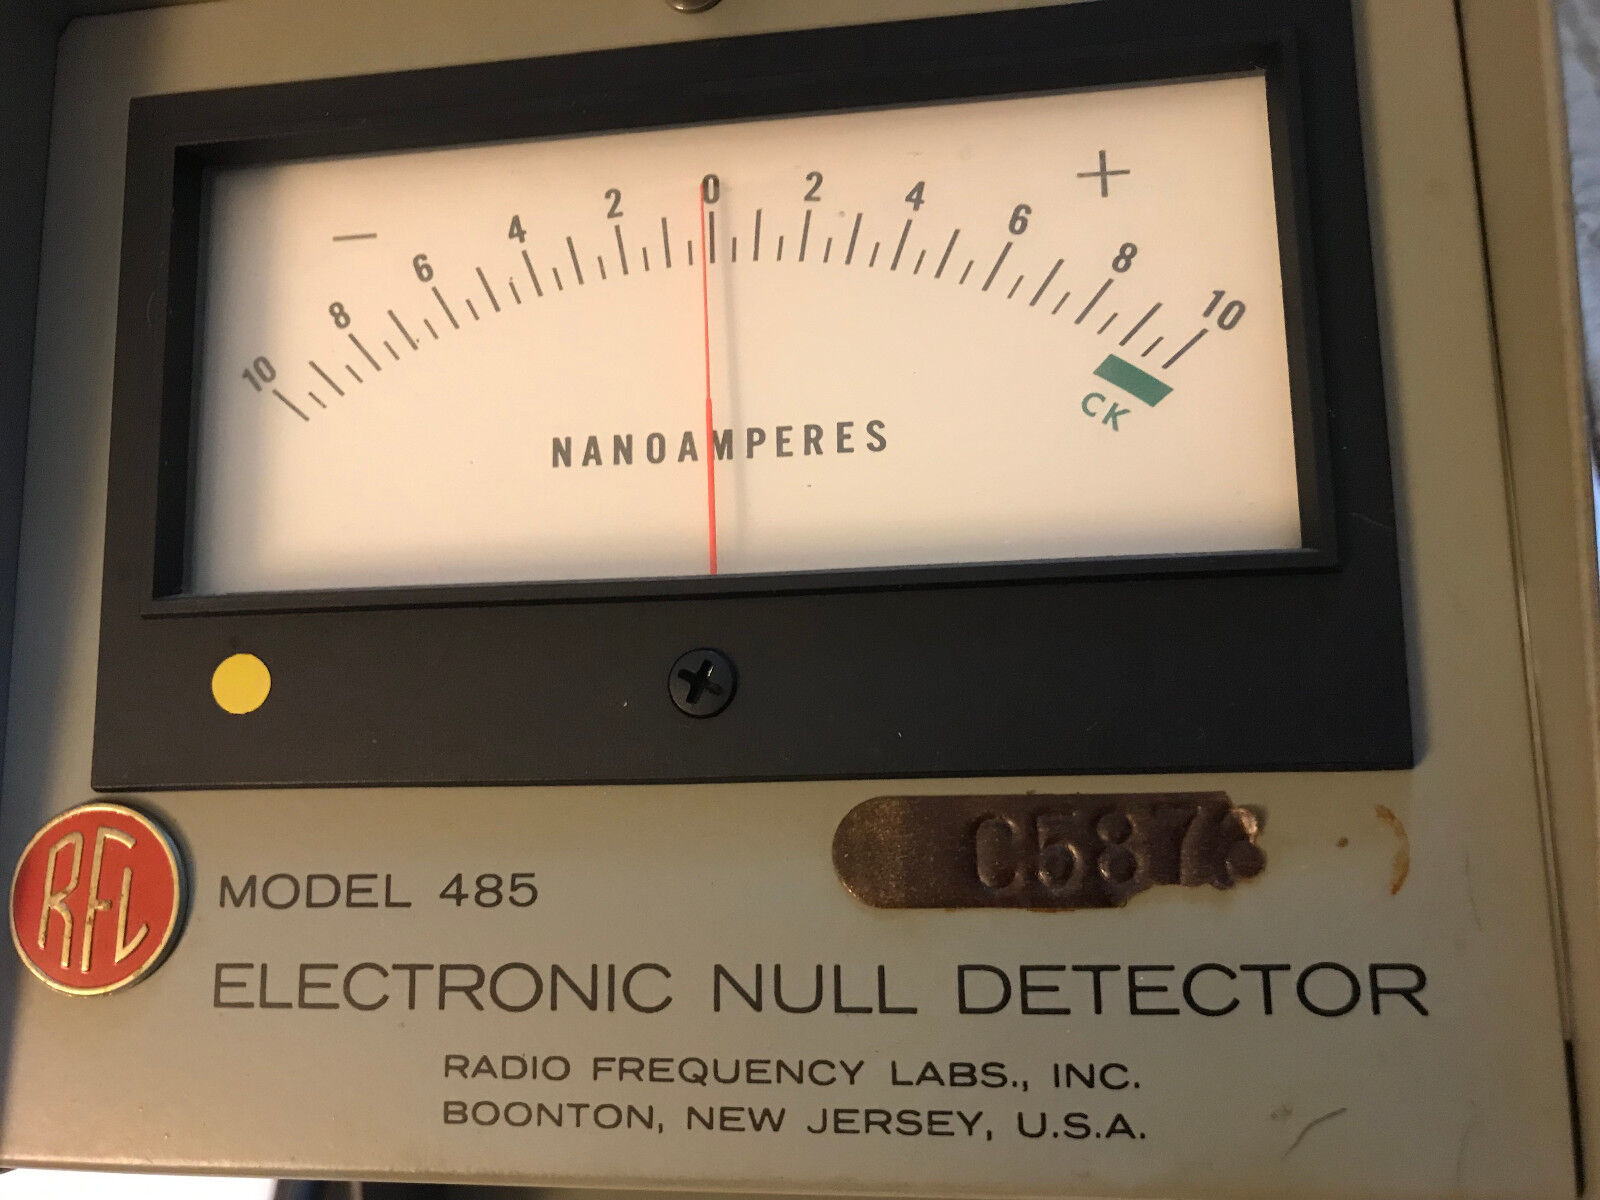 − +
10 8 6 4 2 0 2 4 6 8 10
CK
NANOAMPERES
C5873
RFL
MODEL 485
ELECTRONIC NULL DETECTOR
RADIO FREQUENCY LABS., INC.
BOONTON, NEW JERSEY, U.S.A.